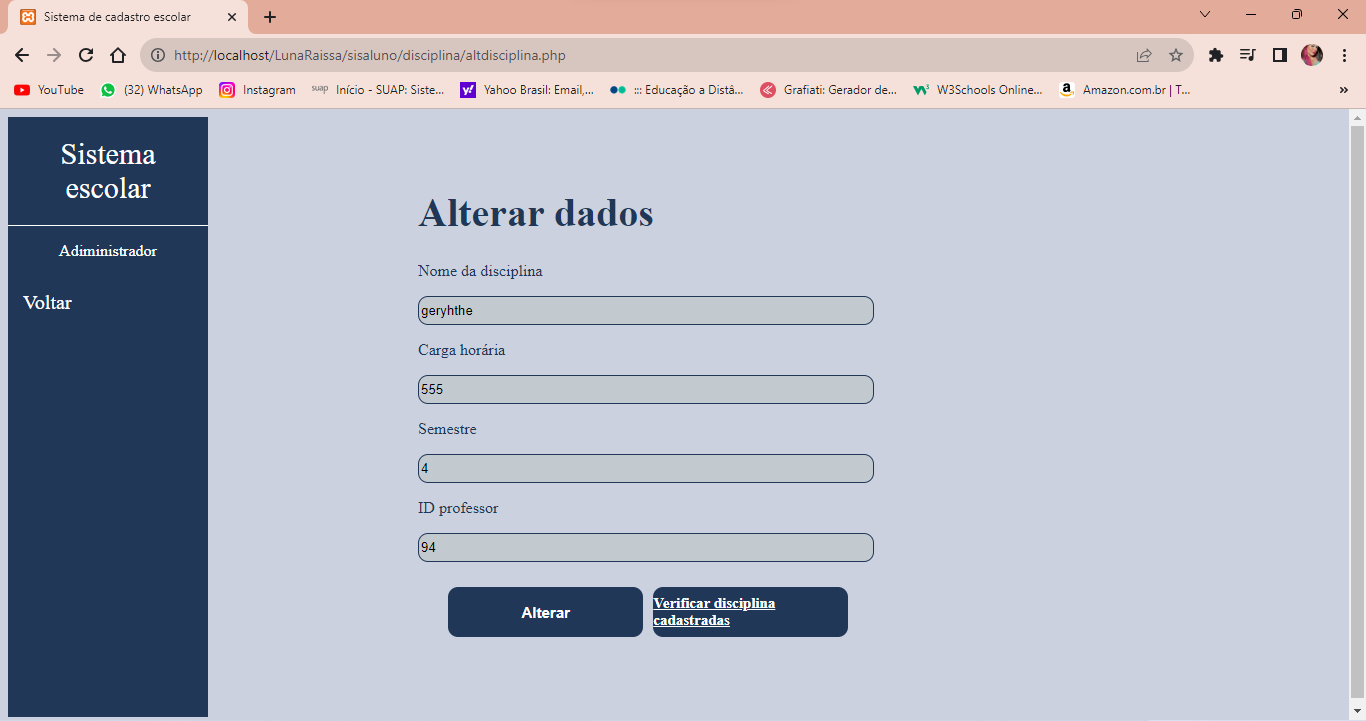 Sistema de cadastro escolar
http://localhost/LunaRaissa/sisaluno/disciplina/altdisciplina.php
YouTube
(32) WhatsApp
Instagram
suap Início - SUAP: Siste...
Yahoo Brasil: Email,...
::: Educação a Distâ...
Grafiati: Gerador de...
W3Schools Online...
Amazon.com.br | T...
»
Sistema
escolar
Adiministrador
Voltar
Alterar dados
Nome da disciplina
geryhthe
Carga horária
555
Semestre
4
ID professor
94
Alterar
Verificar disciplina
cadastradas